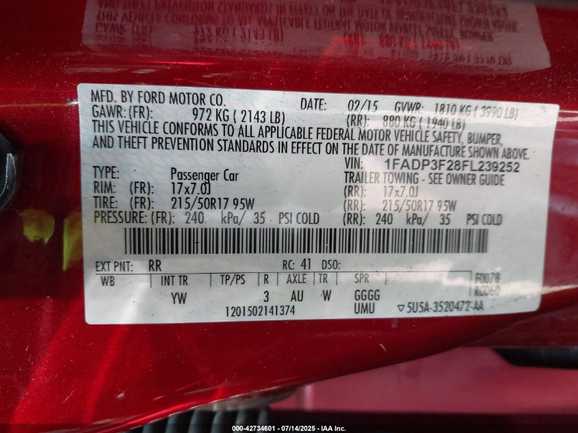 MFD. BY FORD MOTOR CO.
DATE: 02/15 GVWR: 1810 KG ( 3990 LB)
GAWR: (FR): 972 KG ( 2143 LB) (RR): 880 KG ( 1940 LB)
THIS VEHICLE CONFORMS TO ALL APPLICABLE FEDERAL MOTOR VEHICLE SAFETY, BUMPER,
AND THEFT PREVENTION STANDARDS IN EFFECT ON THE DATE OF MANUFACTURE SHOWN ABOVE.
VIN: 1FADP3F28FL239252
TYPE: Passenger Car TRAILER TOWING - SEE OWNER GUIDE
RIM: (FR): 17x7.0J (RR): 17x7.0J
TIRE: (FR): 215/50R17 95W (RR): 215/50R17 95W
PRESSURE: (FR): 240 kPa/ 35 PSI COLD (RR): 240 kPa/ 35 PSI COLD
EXT PNT: RR RC: 41 DSO:
WB INT TR TP/PS R AXLE TR SPR F0078
YW 3 AU W GGGG R0060
1201502141374 UMU 5U5A-3520472-AA
000-42734601 - 07/14/2025 - IAA Inc.